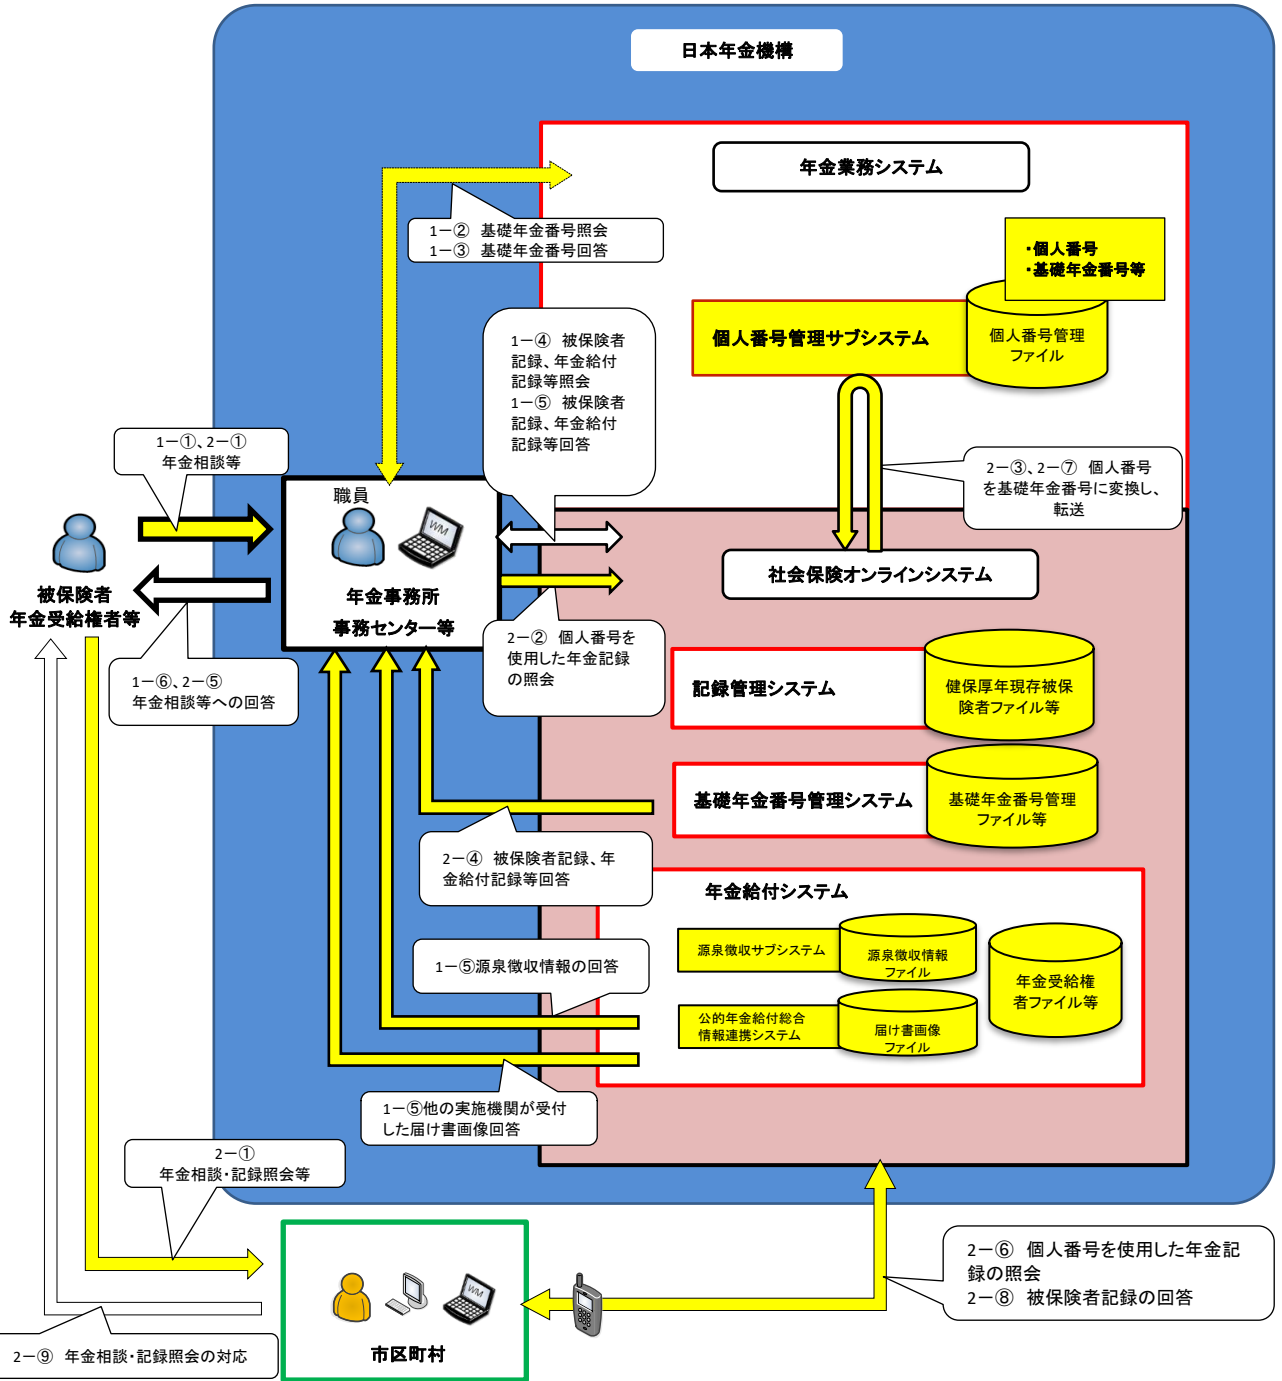 日本年金機構
年金業務システム
1－② 基礎年金番号照会
1－③ 基礎年金番号回答
・個人番号
・基礎年金番号等
個人番号管理サブシステム
個人番号管理
ファイル
1－④ 被保険者
記録、年金給付
記録等照会
1－⑤ 被保険者
記録、年金給付
記録等回答
1－①、2－①
年金相談等
2－③、2－⑦ 個人番号
を基礎年金番号に変換し、
転送
職員
WM
年金事務所
事務センター等
被保険者
年金受給権者等
社会保険オンラインシステム
2－② 個人番号を
使用した年金記録
の照会
1－⑥、2－⑤
年金相談等への回答
記録管理システム
健保厚年現存被保
険者ファイル等
基礎年金番号管理システム
基礎年金番号管理
ファイル等
2－④ 被保険者記録、年
金給付記録等回答
年金給付システム
源泉徴収サブシステム
源泉徴収情報
ファイル
年金受給権
者ファイル等
1－⑤源泉徴収情報の回答
公的年金給付総合
情報連携システム
届け書画像
ファイル
1－⑤他の実施機関が受付
した届け書画像回答
2－①
年金相談・記録照会等
2－⑥ 個人番号を使用した年金記
録の照会
2－⑧ 被保険者記録の回答
WM
市区町村
2－⑨ 年金相談・記録照会の対応